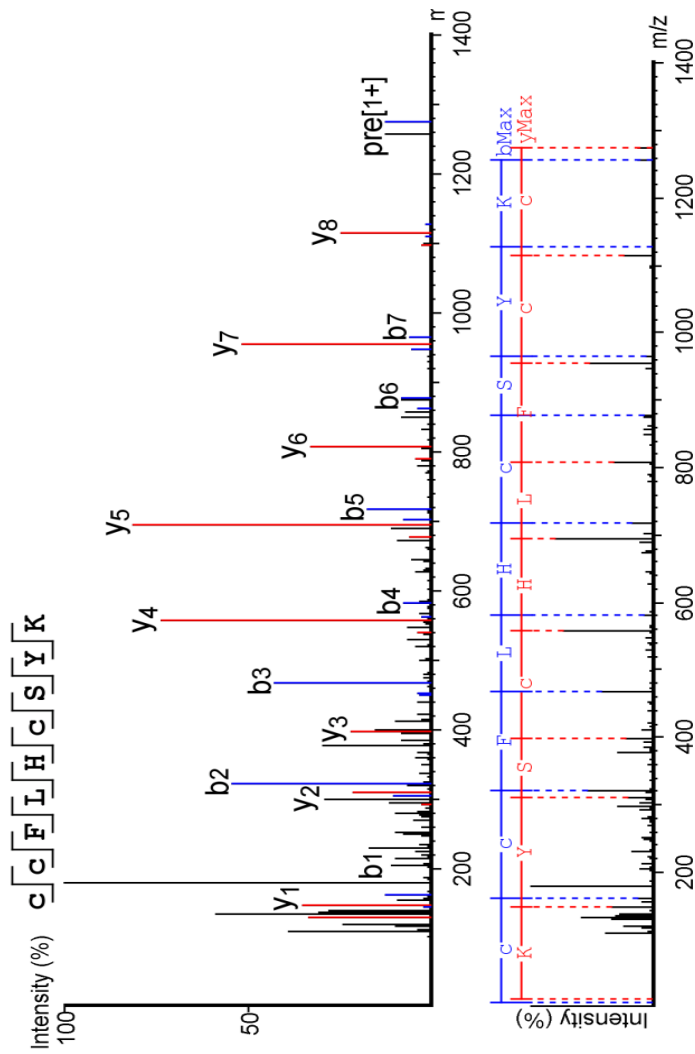 C C F L H C S Y K
Intensity (%)
100
50
y1
b1
y2
b2
y3
b3
y4
b4
y5
b5
y6
b6
y7
b7
y8
pre[1+]
200
400
600
800
1000
1200
1400
C C F L H C S Y K bMax
K Y S C H L F C C yMax
Intensity (%)
200
400
600
800
1000
1200
1400
m/z